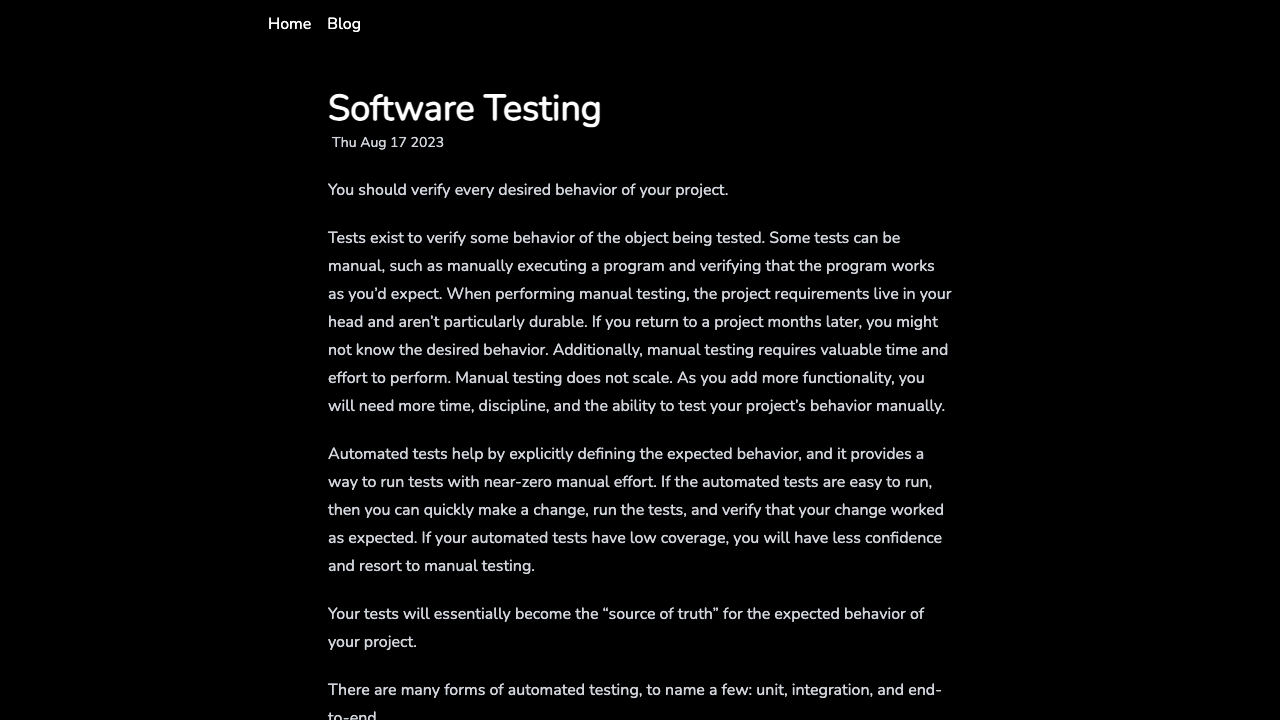 Home Blog
Software Testing
Thu Aug 17 2023
You should verify every desired behavior of your project.
Tests exist to verify some behavior of the object being tested. Some tests can be
manual, such as manually executing a program and verifying that the program works
as you’d expect. When performing manual testing, the project requirements live in your
head and aren’t particularly durable. If you return to a project months later, you might
not know the desired behavior. Additionally, manual testing requires valuable time and
effort to perform. Manual testing does not scale. As you add more functionality, you
will need more time, discipline, and the ability to test your project’s behavior manually.
Automated tests help by explicitly defining the expected behavior, and it provides a
way to run tests with near-zero manual effort. If the automated tests are easy to run,
then you can quickly make a change, run the tests, and verify that your change worked
as expected. If your automated tests have low coverage, you will have less confidence
and resort to manual testing.
Your tests will essentially become the “source of truth” for the expected behavior of
your project.
There are many forms of automated testing, to name a few: unit, integration, and end-
to-end